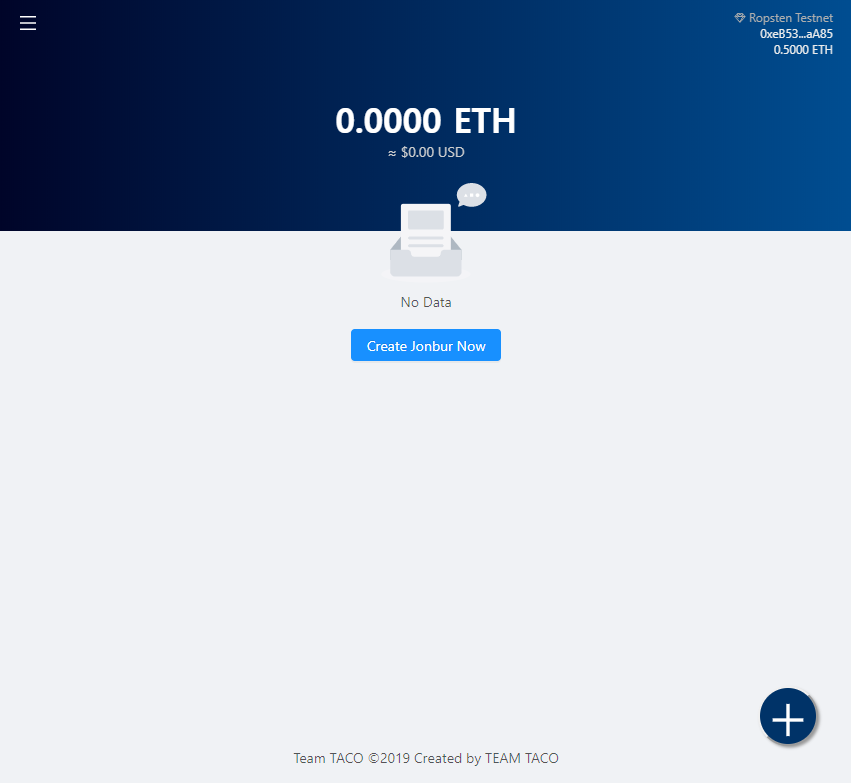 Ropsten Testnet
0xeB53...aA85
0.5000 ETH
0.0000 ETH
≈ $0.00 USD
No Data
Create Jonbur Now
Team TACO ©2019 Created by TEAM TACO